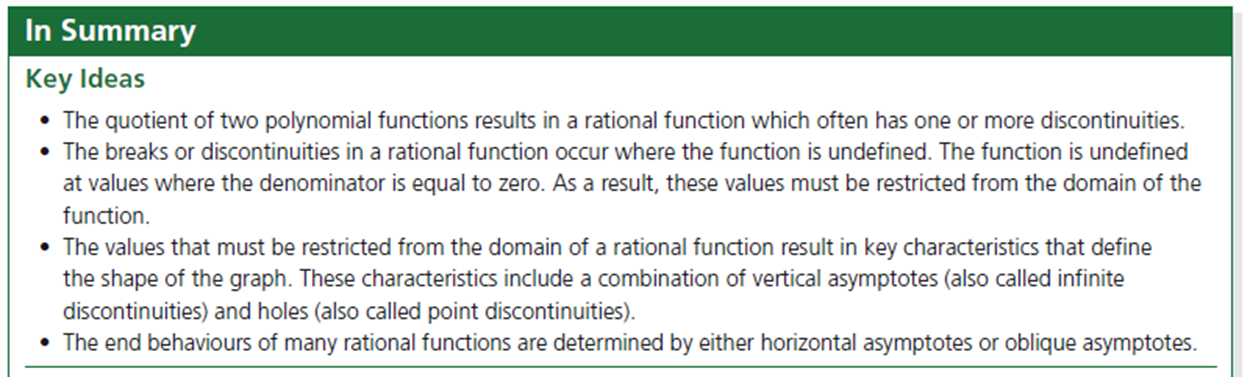 In Summary
Key Ideas
• The quotient of two polynomial functions results in a rational function which often has one or more discontinuities.
• The breaks or discontinuities in a rational function occur where the function is undefined. The function is undefined
at values where the denominator is equal to zero. As a result, these values must be restricted from the domain of the
function.
• The values that must be restricted from the domain of a rational function result in key characteristics that define
the shape of the graph. These characteristics include a combination of vertical asymptotes (also called infinite
discontinuities) and holes (also called point discontinuities).
• The end behaviours of many rational functions are determined by either horizontal asymptotes or oblique asymptotes.